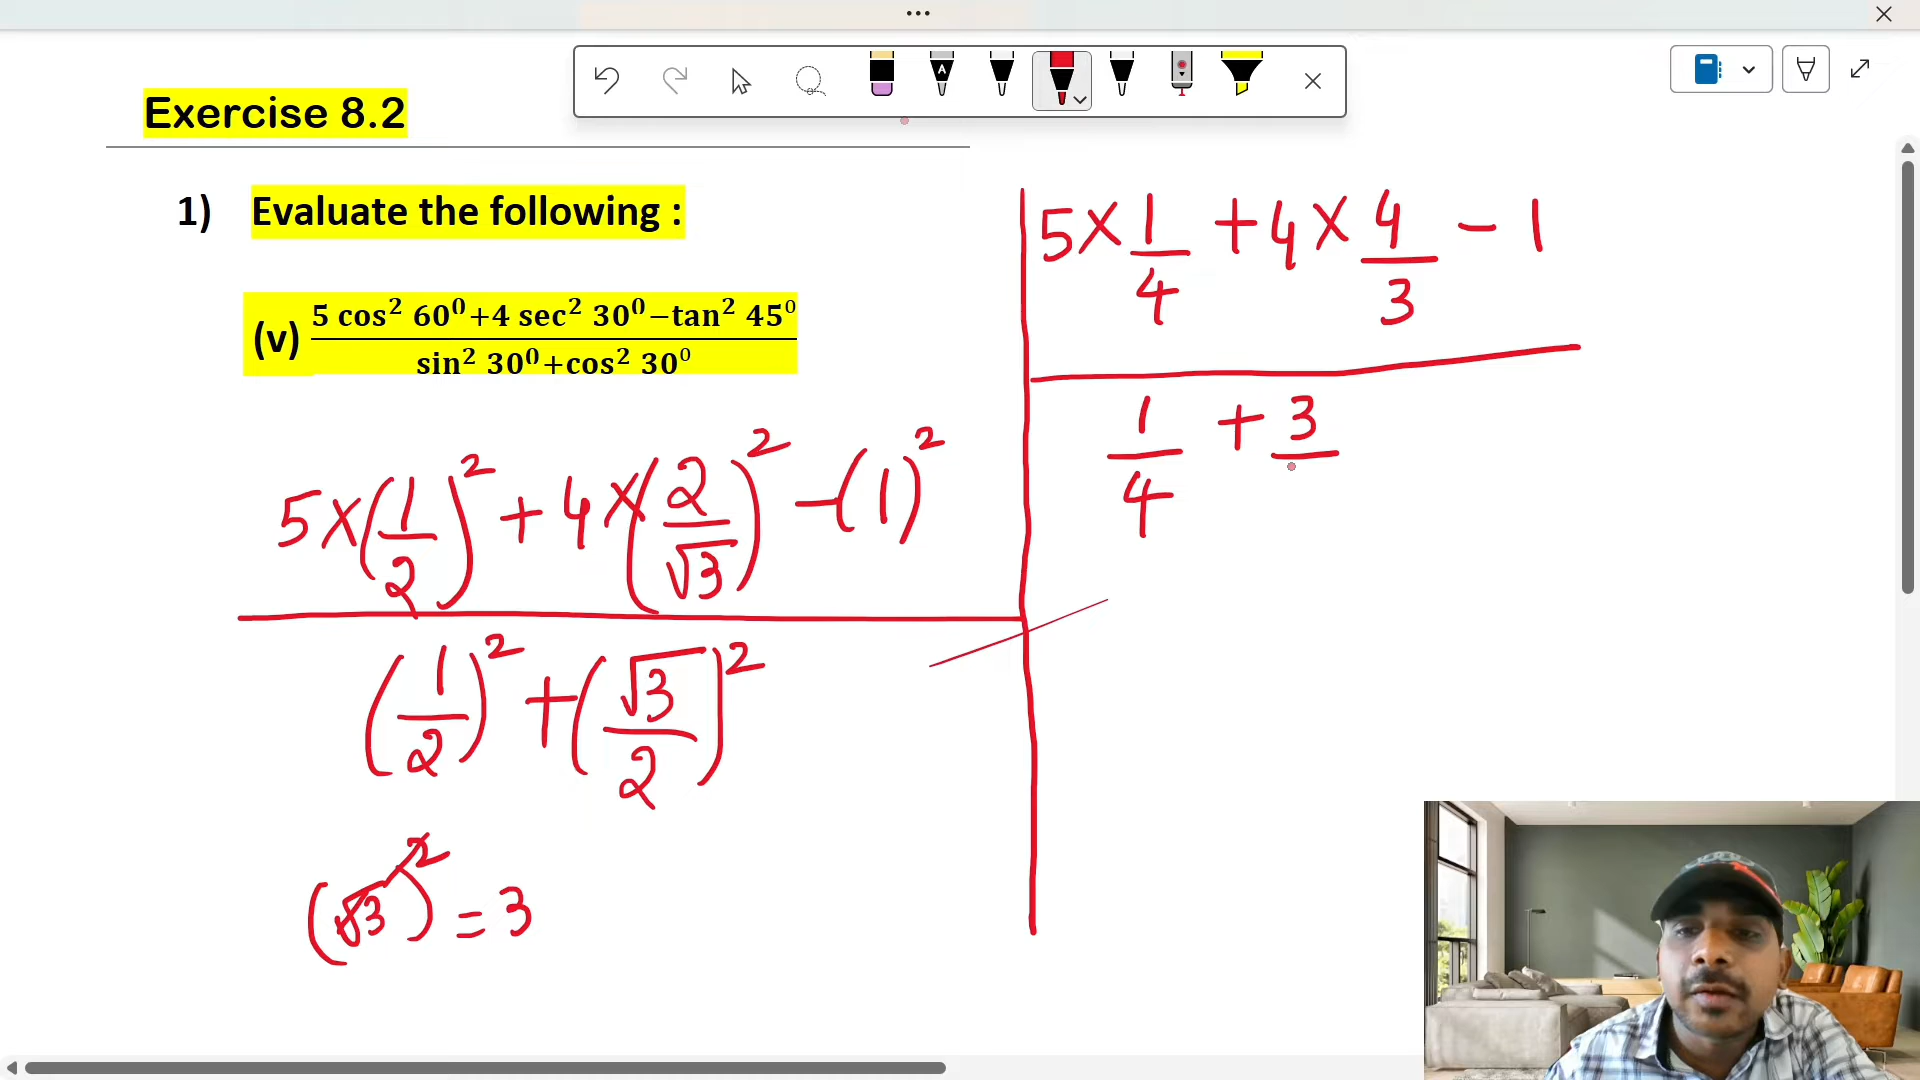 Exercise 8.2
1) Evaluate the following :
(v) 5 cos² 60⁰+4 sec² 30⁰−tan² 45⁰
sin² 30⁰+cos² 30⁰
5×(1/2)² + 4×(2/√3)² −(1)²
(1/2)² + (√3/2)²
(√3)² = 3
5×1/4 + 4×4/3 − 1
1/4 + 3